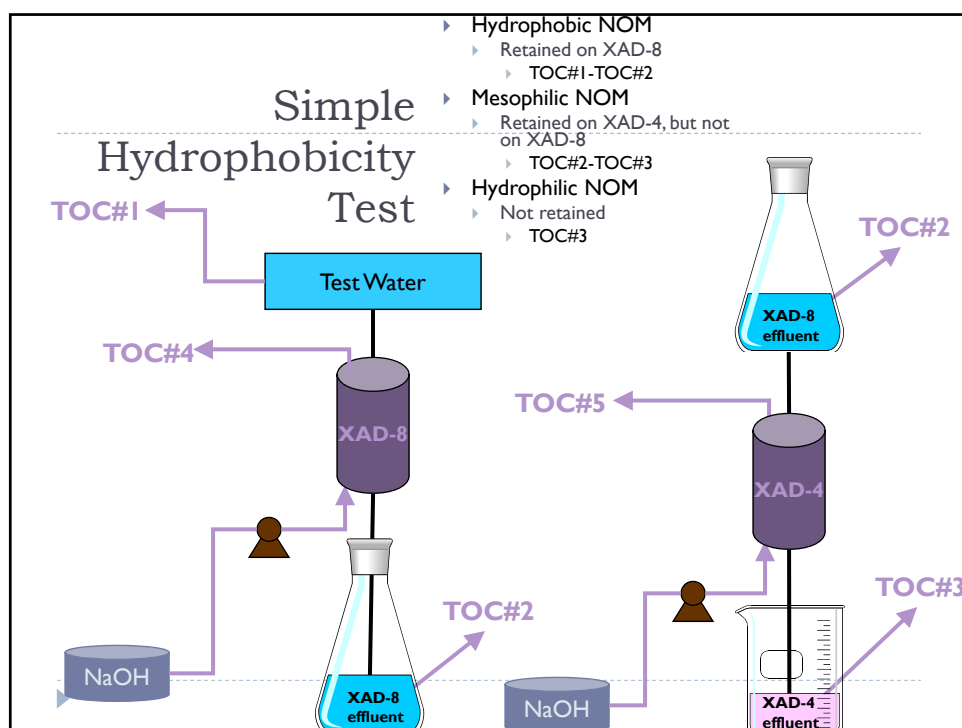 Simple
Hydrophobicity
Test
Hydrophobic NOM
Retained on XAD-8
TOC#1-TOC#2
Mesophilic NOM
Retained on XAD-4, but not
on XAD-8
TOC#2-TOC#3
Hydrophilic NOM
Not retained
TOC#3
TOC#1
Test Water
TOC#4
XAD-8
TOC#2
NaOH
XAD-8
effluent
TOC#2
XAD-8
effluent
TOC#5
XAD-4
TOC#3
NaOH
XAD-4
effluent